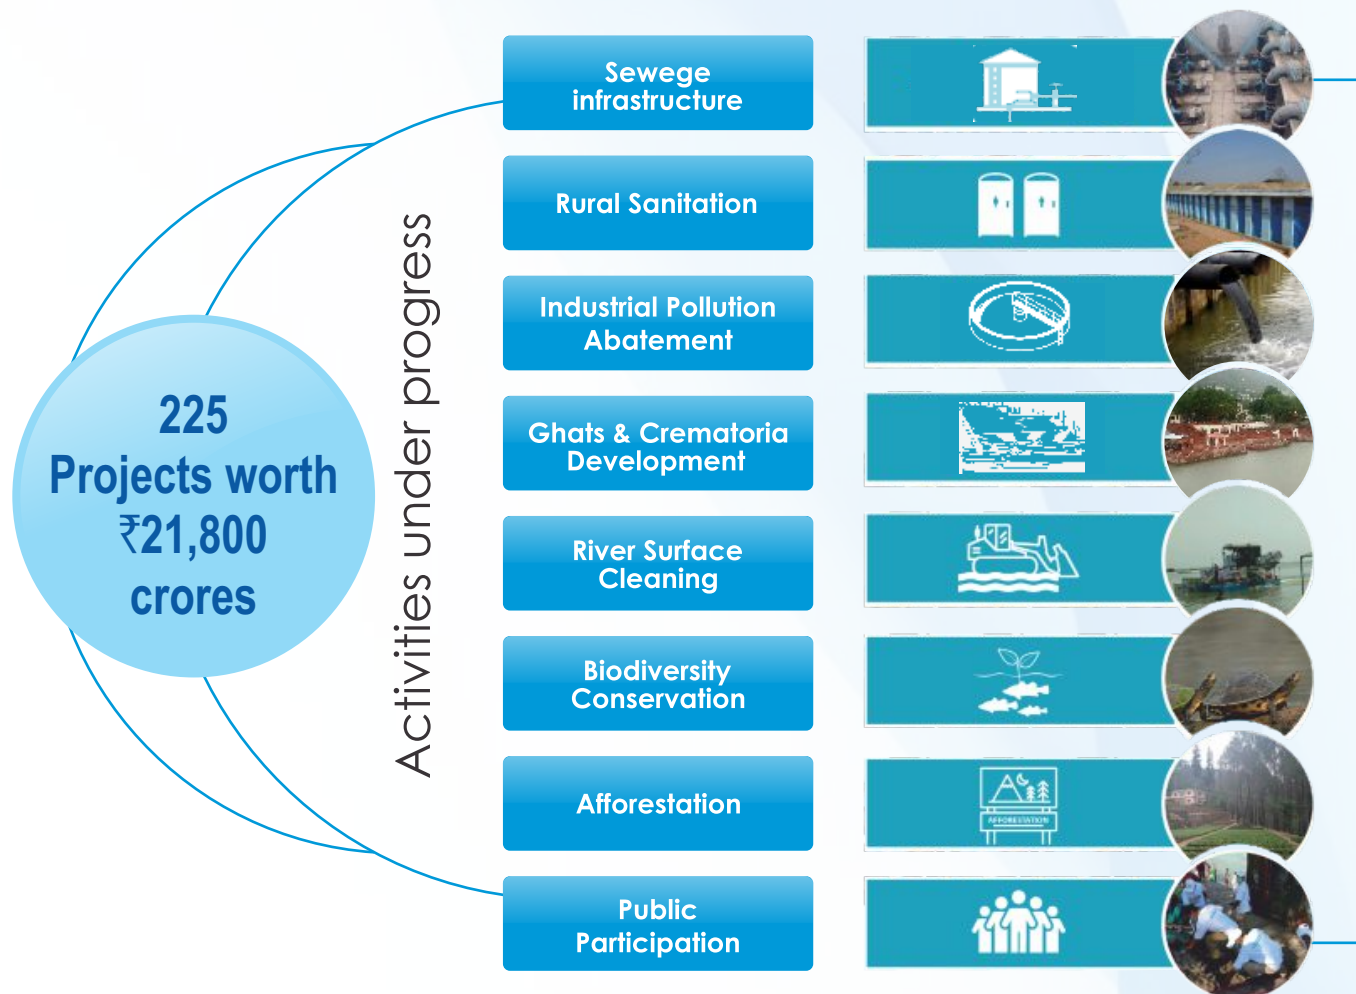 225
Projects worth
₹21,800
crores
Activities under progress
Sewege
infrastructure
Rural Sanitation
Industrial Pollution
Abatement
Ghats & Crematoria
Development
River Surface
Cleaning
Biodiversity
Conservation
Afforestation
AFFORESTATION
Public
Participation